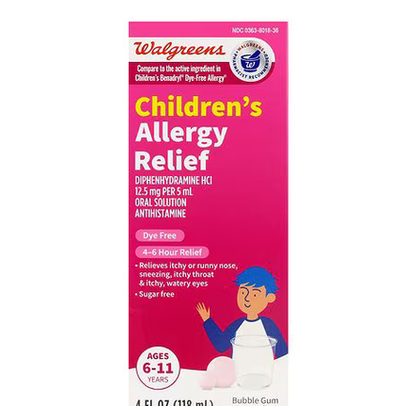 NDC 0363-8018-36
Walgreens
Compare to the active ingredient in
Children's Benadryl® Dye-Free Allergy†
WALGREENS
PHARMACIST RECOMMENDED
W
Children's
Allergy
Relief
DIPHENHYDRAMINE HCl
12.5 mg PER 5 mL
ORAL SOLUTION
ANTIHISTAMINE
Dye Free
4–6 Hour Relief
• Relieves itchy or runny nose,
sneezing, itchy throat
& itchy, watery eyes
• Sugar free
AGES
6-11
YEARS
Bubble Gum
4 FL OZ (118 mL)